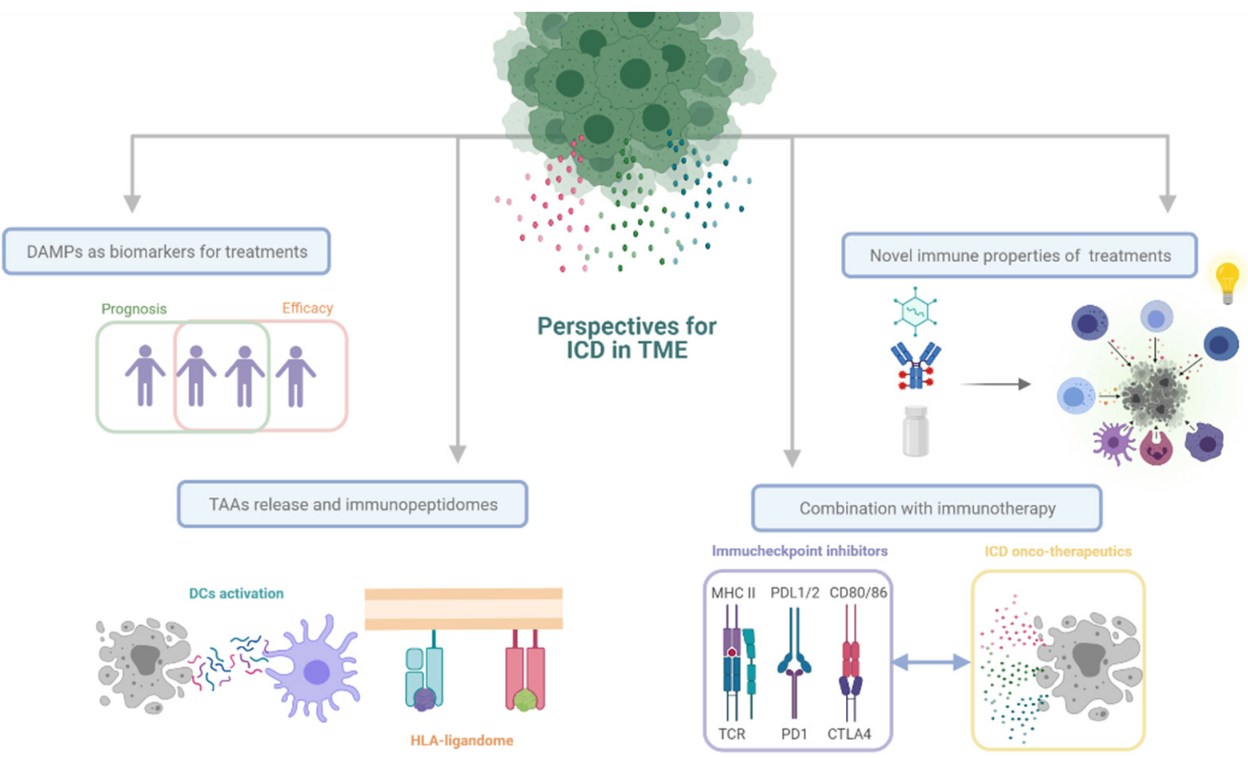 DAMPs as biomarkers for treatments
Prognosis
Efficacy
Perspectives for
ICD in TME
Novel immune properties of treatments
TAAs release and immunopeptidomes
DCs activation
HLA-ligandome
Combination with immunotherapy
Immucheckpoint inhibitors
ICD onco-therapeutics
MHC II
PDL1/2
CD80/86
TCR
PD1
CTLA4